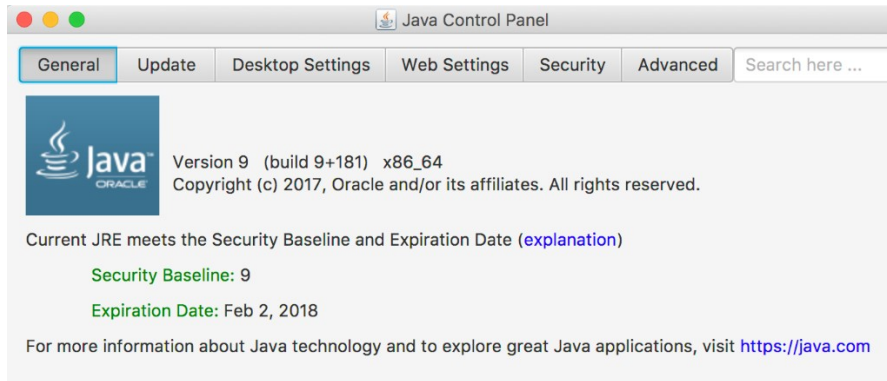 Java Control Panel
General Update Desktop Settings Web Settings Security Advanced Search here ...
Java™
ORACLE
Version 9 (build 9+181) x86_64
Copyright (c) 2017, Oracle and/or its affiliates. All rights reserved.
Current JRE meets the Security Baseline and Expiration Date (explanation)
Security Baseline: 9
Expiration Date: Feb 2, 2018
For more information about Java technology and to explore great Java applications, visit https://java.com